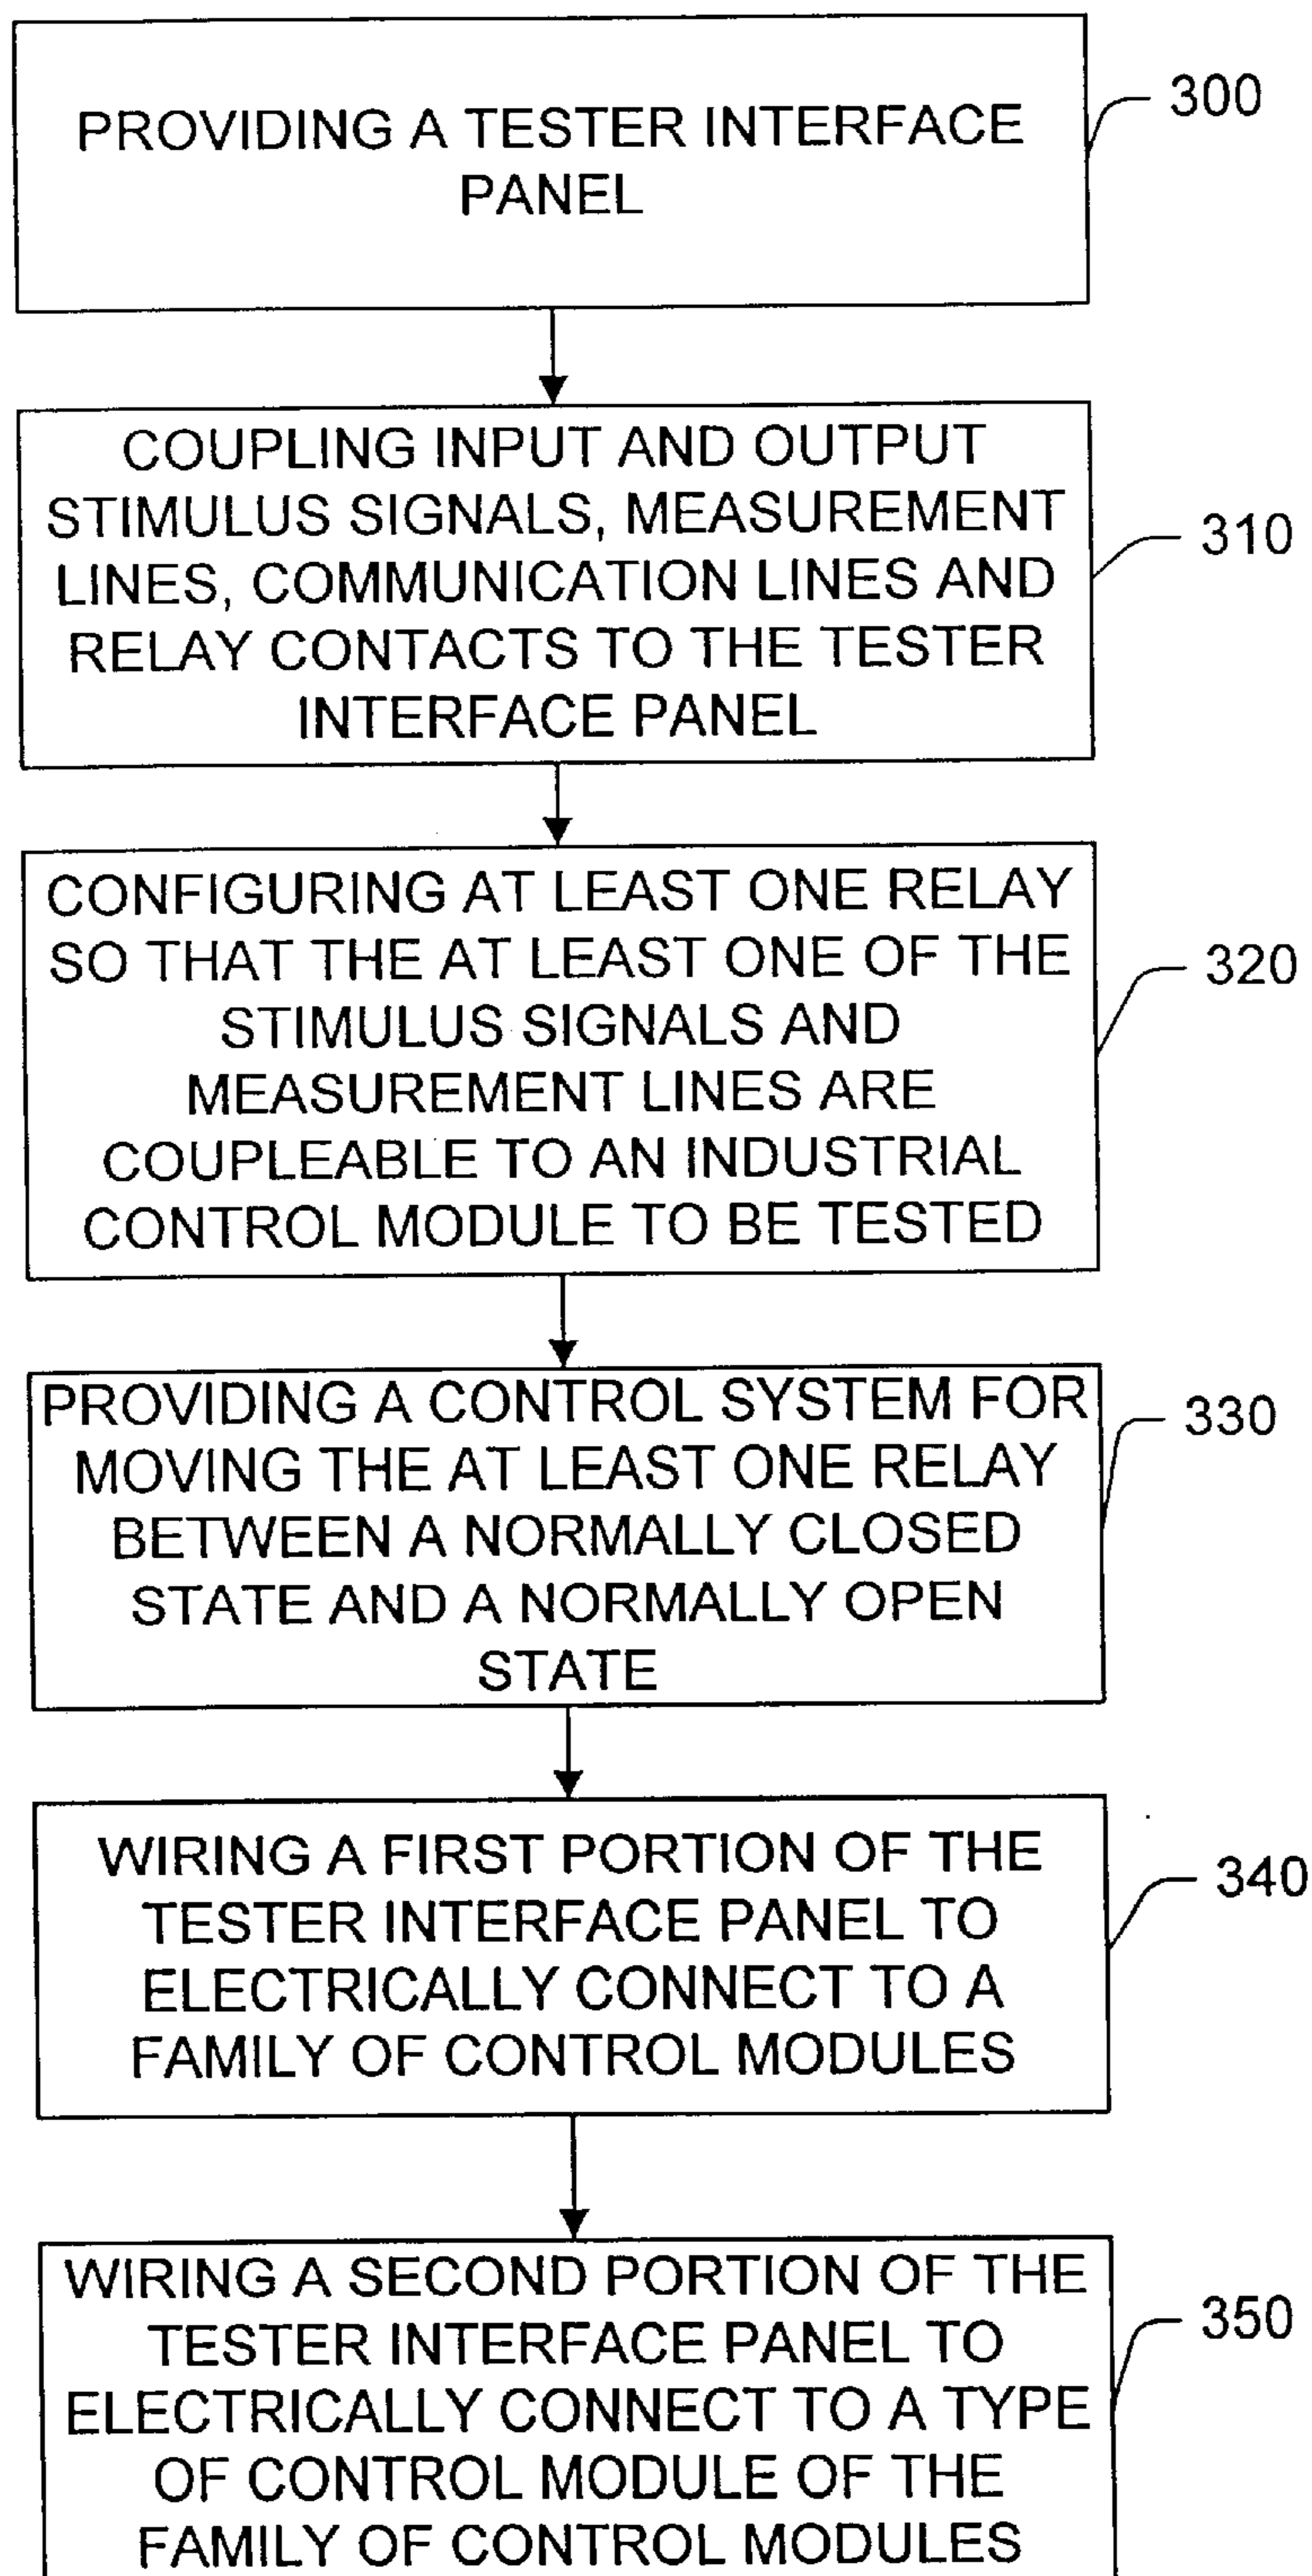 PROVIDING A TESTER INTERFACE
PANEL
300
COUPLING INPUT AND OUTPUT
STIMULUS SIGNALS, MEASUREMENT
LINES, COMMUNICATION LINES AND
RELAY CONTACTS TO THE TESTER
INTERFACE PANEL
310
CONFIGURING AT LEAST ONE RELAY
SO THAT THE AT LEAST ONE OF THE
STIMULUS SIGNALS AND
MEASUREMENT LINES ARE
COUPLEABLE TO AN INDUSTRIAL
CONTROL MODULE TO BE TESTED
320
PROVIDING A CONTROL SYSTEM FOR
MOVING THE AT LEAST ONE RELAY
BETWEEN A NORMALLY CLOSED
STATE AND A NORMALLY OPEN
STATE
330
WIRING A FIRST PORTION OF THE
TESTER INTERFACE PANEL TO
ELECTRICALLY CONNECT TO A
FAMILY OF CONTROL MODULES
340
WIRING A SECOND PORTION OF THE
TESTER INTERFACE PANEL TO
ELECTRICALLY CONNECT TO A TYPE
OF CONTROL MODULE OF THE
FAMILY OF CONTROL MODULES
350